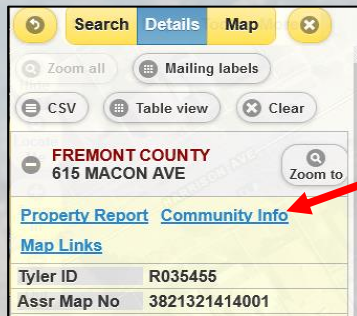 Search Details Map
Zoom all Mailing labels
CSV Table view Clear
FREMONT COUNTY
615 MACON AVE
Zoom to
Property Report Community Info
Map Links
Tyler ID R035455
Assr Map No 3821321414001